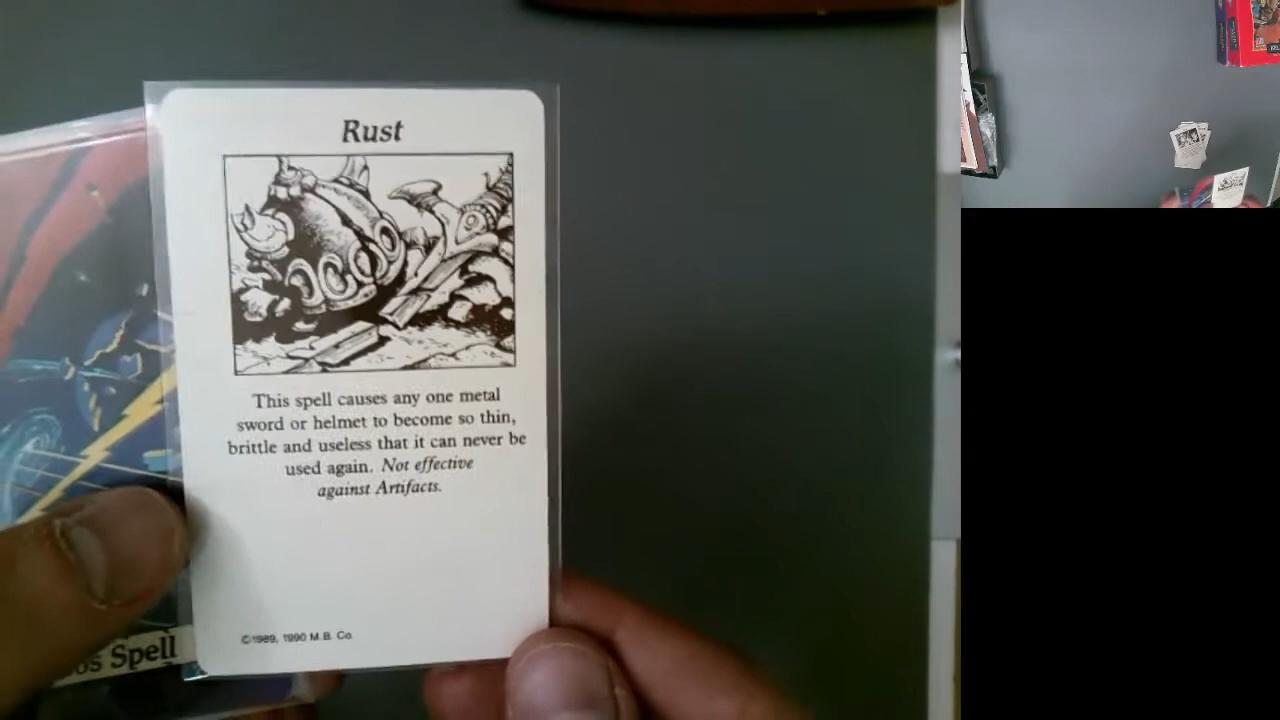 Rust
This spell causes any one metal
sword or helmet to become so thin,
brittle and useless that it can never be
used again. Not effective
against Artifacts.
©1989, 1990 M.B. Co.
os Spell